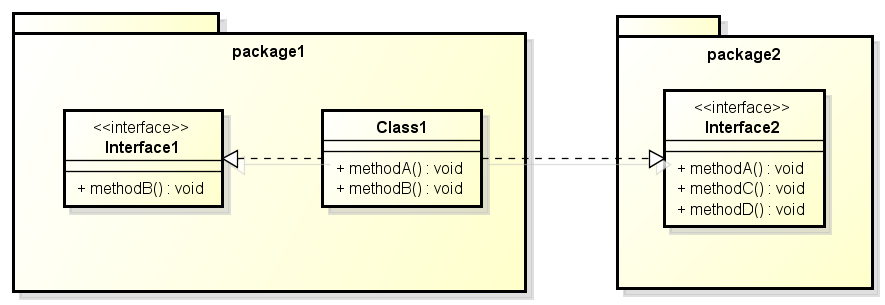 package1
<<interface>>
Interface1
+ methodB() : void
Class1
+ methodA() : void
+ methodB() : void
package2
<<interface>>
Interface2
+ methodA() : void
+ methodC() : void
+ methodD() : void